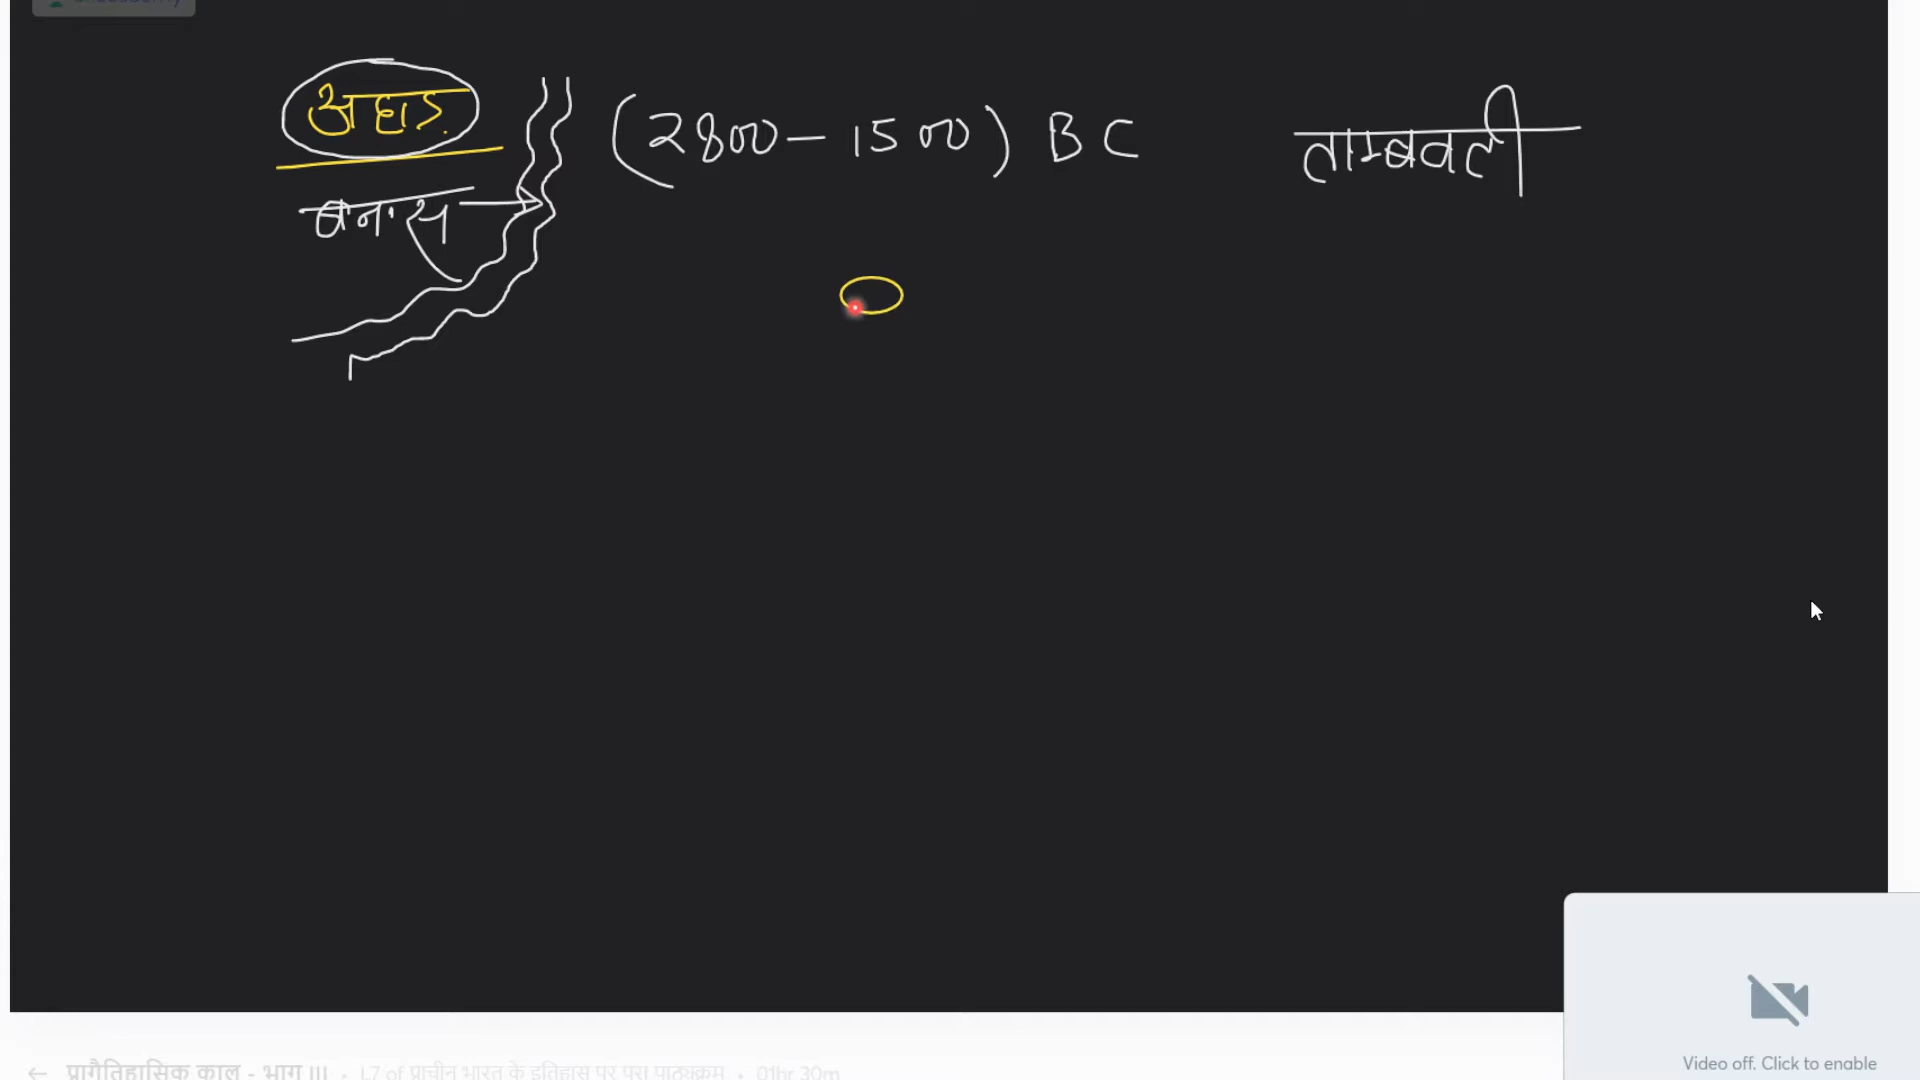 अहाड़ (2800 - 1500) BC ताम्बवती
बनास
Video off. Click to enable
← प्रागैतिहासिक काल - भाग III • L7 of प्राचीन भारत के इतिहास पर पूरा पाठ्यक्रम • 01hr 30m